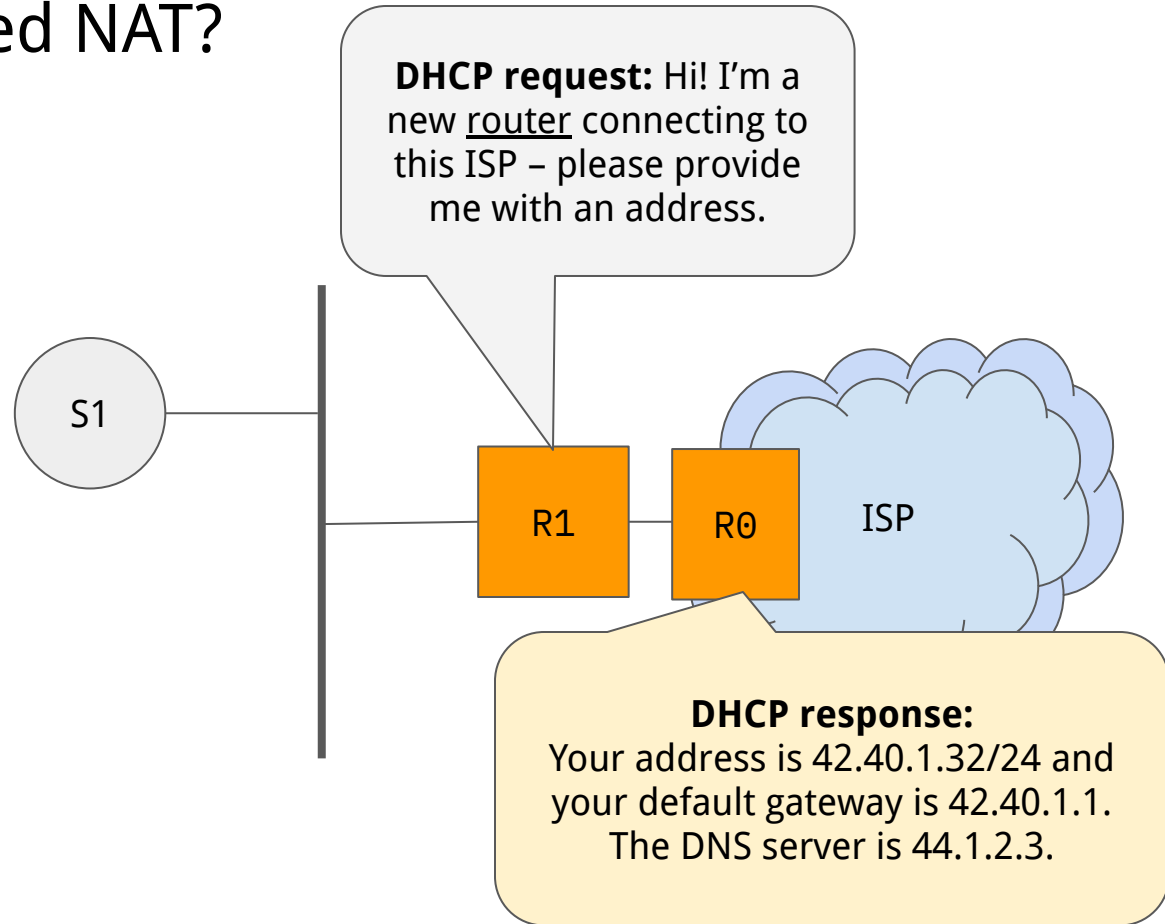 ed NAT?
DHCP request: Hi! I’m a
new router connecting to
this ISP – please provide
me with an address.
S1
R1
R0
ISP
DHCP response:
Your address is 42.40.1.32/24 and
your default gateway is 42.40.1.1.
The DNS server is 44.1.2.3.